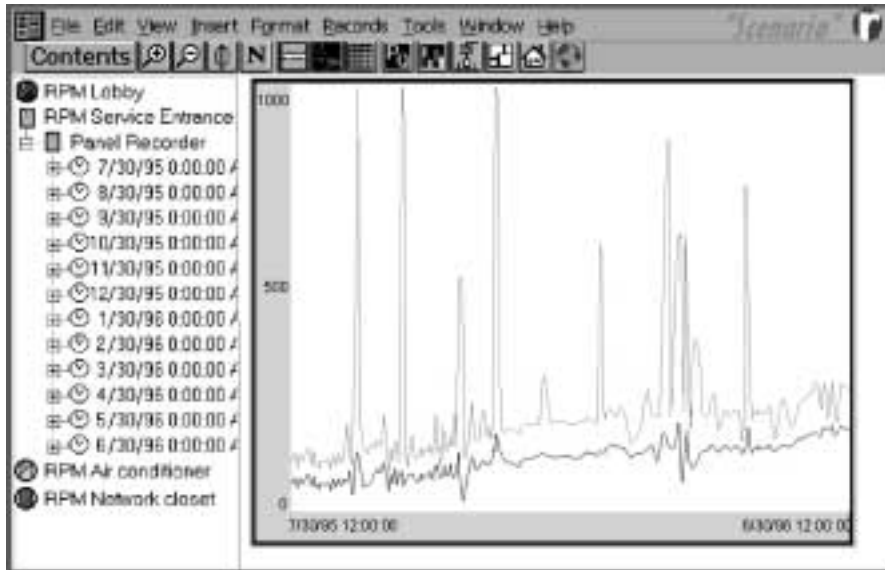 File Edit View Insert Format Records Tools Window Help "Scenario"
Contents N
RPM Lobby
RPM Service Entrance
Panel Recorder
7/30/95 0:00:00 A
8/30/95 0:00:00 A
9/30/95 0:00:00 A
10/30/95 0:00:00 A
11/30/95 0:00:00 A
12/30/95 0:00:00 A
1/30/96 0:00:00 A
2/30/96 0:00:00 A
3/30/96 0:00:00 A
4/30/96 0:00:00 A
5/30/96 0:00:00 A
6/30/96 0:00:00 A
RPM Air conditioner
RPM Network closet
1000
500
0
7/30/95 12:00:00
6/30/96 12:00:00